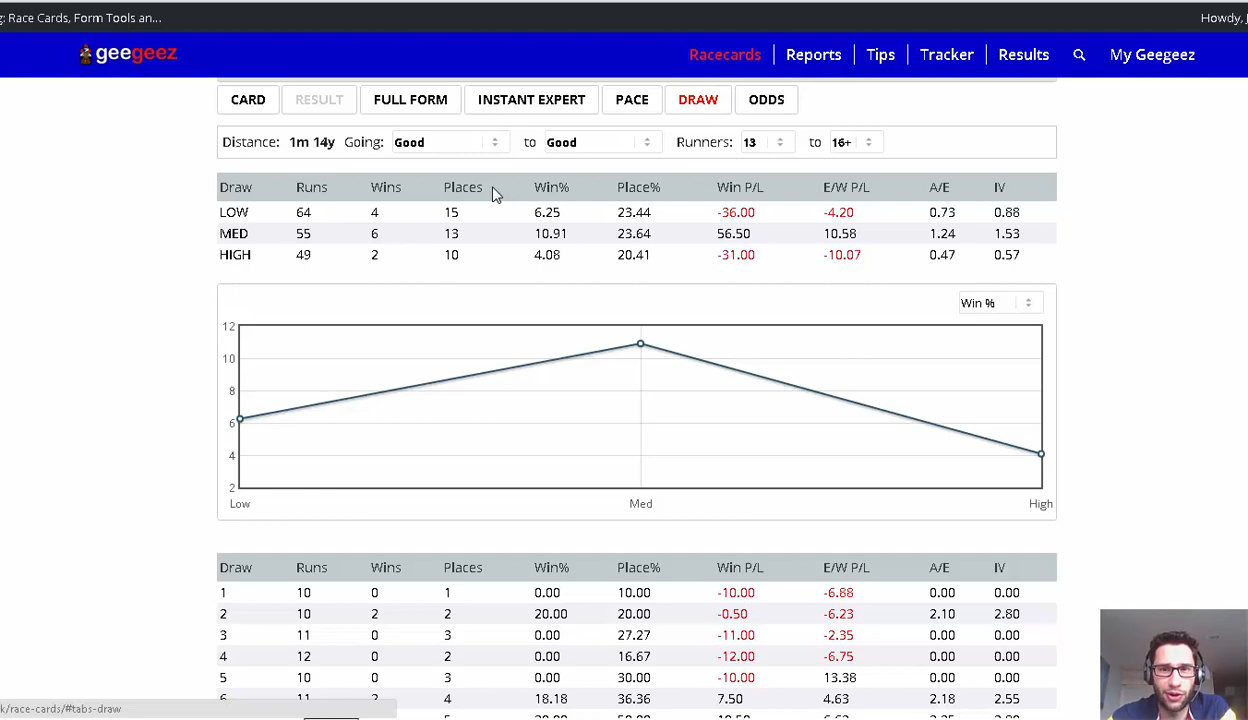 g: Race Cards, Form Tools an... Howdy, J
geegeez Racecards Reports Tips Tracker Results My Geegeez
CARD RESULT FULL FORM INSTANT EXPERT PACE DRAW ODDS
Distance: 1m 14y Going: Good to Good Runners: 13 to 16+
Draw Runs Wins Places Win% Place% Win P/L E/W P/L A/E IV
LOW 64 4 15 6.25 23.44 -36.00 -4.20 0.73 0.88
MED 55 6 13 10.91 23.64 56.50 10.58 1.24 1.53
HIGH 49 2 10 4.08 20.41 -31.00 -10.07 0.47 0.57
Win %
12
10
8
6
4
2
Low Med High
Draw Runs Wins Places Win% Place% Win P/L E/W P/L A/E IV
1 10 0 1 0.00 10.00 -10.00 -6.88 0.00 0.00
2 10 2 2 20.00 20.00 -0.50 -6.23 2.10 2.80
3 11 0 3 0.00 27.27 -11.00 -2.35 0.00 0.00
4 12 0 2 0.00 16.67 -12.00 -6.75 0.00 0.00
5 10 0 3 0.00 30.00 -10.00 13.38 0.00 0.00
6 11 2 4 18.18 36.36 7.50 4.63 2.18 2.55
k/race-cards/#tabs-draw